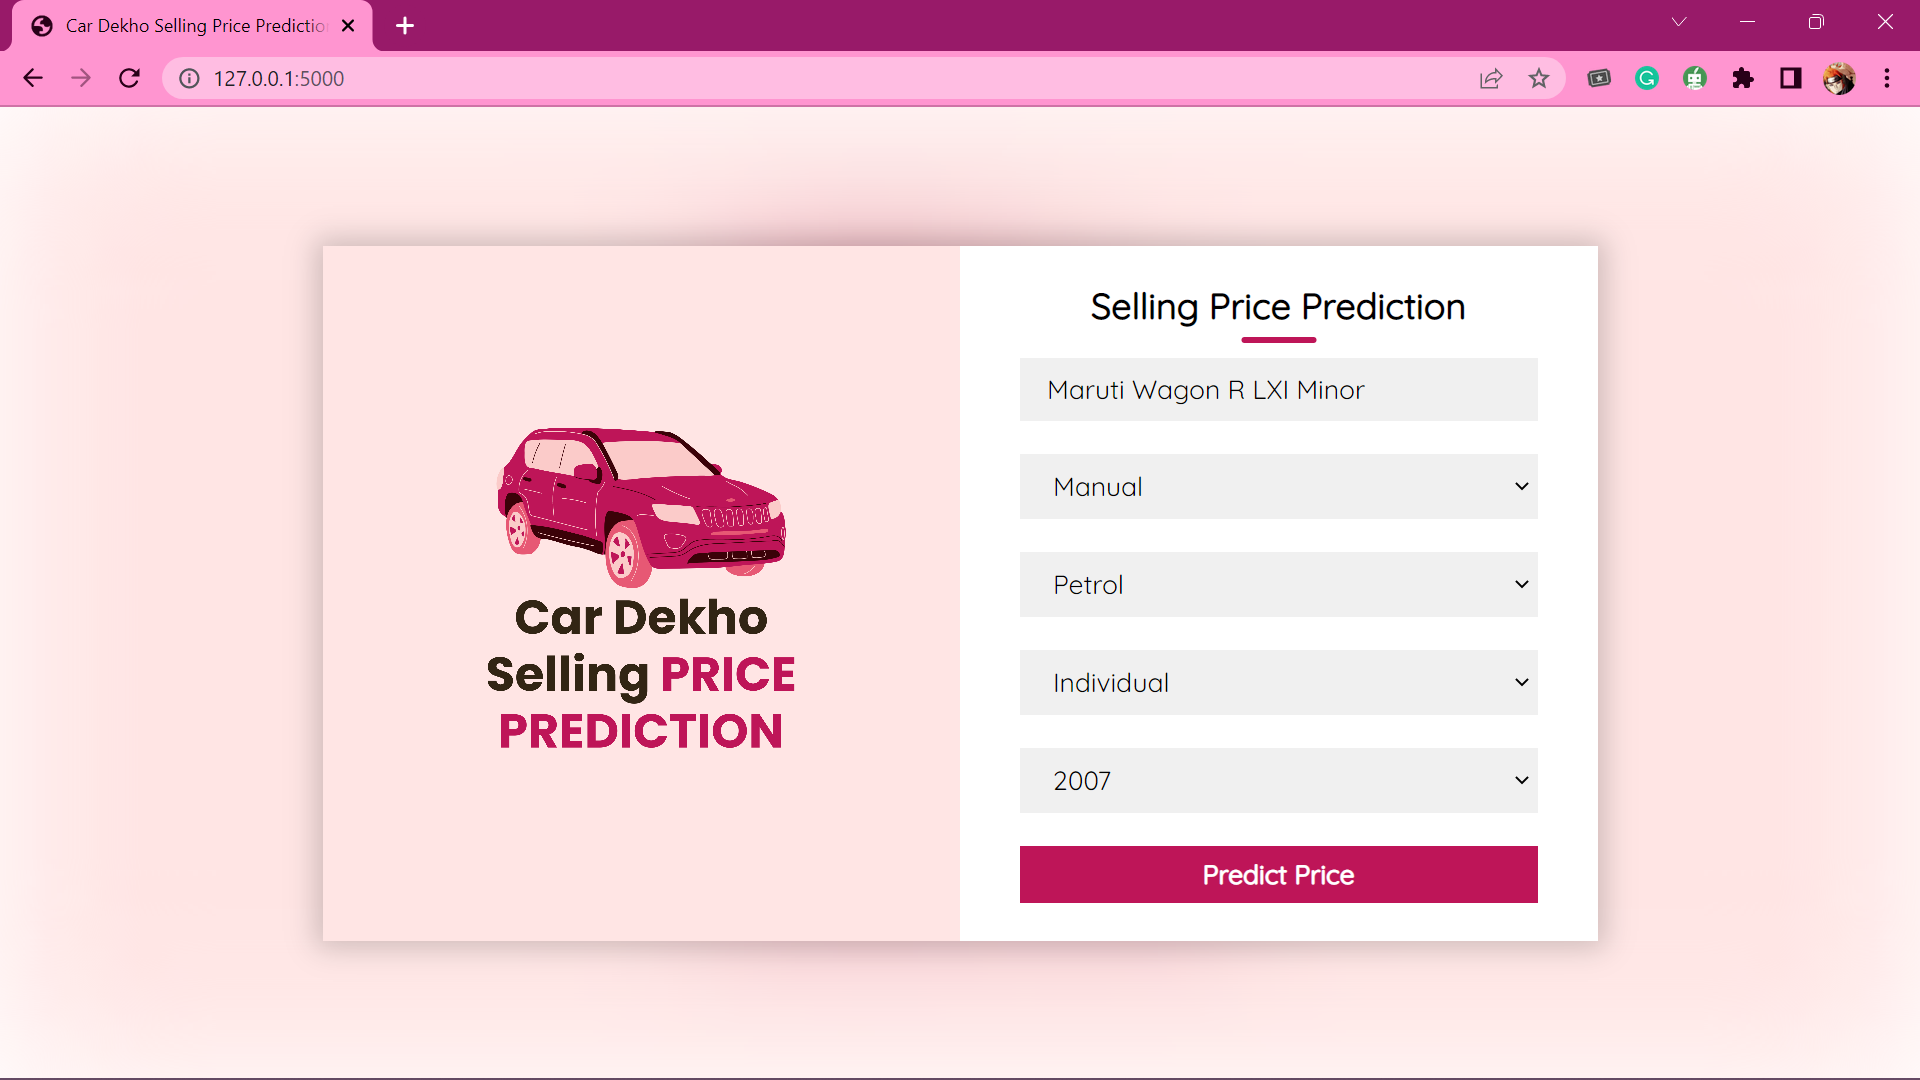 Car Dekho Selling Price Prediction
127.0.0.1:5000
Car Dekho
Selling PRICE
PREDICTION
Selling Price Prediction
Maruti Wagon R LXI Minor
Manual
Petrol
Individual
2007
Predict Price